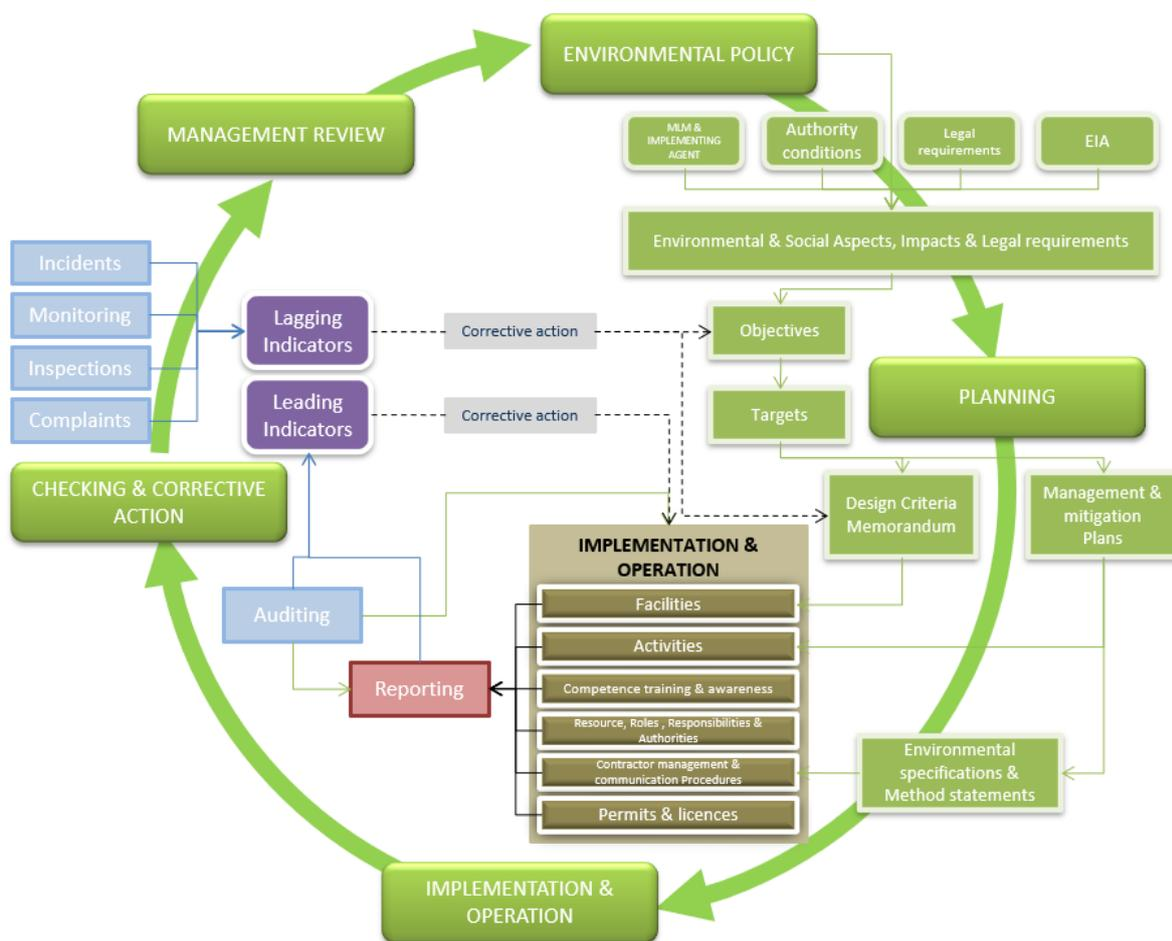 ENVIRONMENTAL POLICY
MANAGEMENT REVIEW
MLM &
IMPLEMENTING
AGENT
Authority
conditions
Legal
requirements
EIA
Environmental & Social Aspects, Impacts & Legal requirements
Incidents
Monitoring
Inspections
Complaints
Lagging
Indicators
Corrective action
Objectives
Leading
Indicators
Corrective action
Targets
PLANNING
CHECKING & CORRECTIVE
ACTION
Design Criteria
Memorandum
Management &
mitigation
Plans
IMPLEMENTATION &
OPERATION
Facilities
Activities
Competence training & awareness
Resource, Roles , Responsibilities &
Authorities
Contractor management &
communication Procedures
Permits & licences
Auditing
Reporting
Environmental
specifications &
Method statements
IMPLEMENTATION &
OPERATION